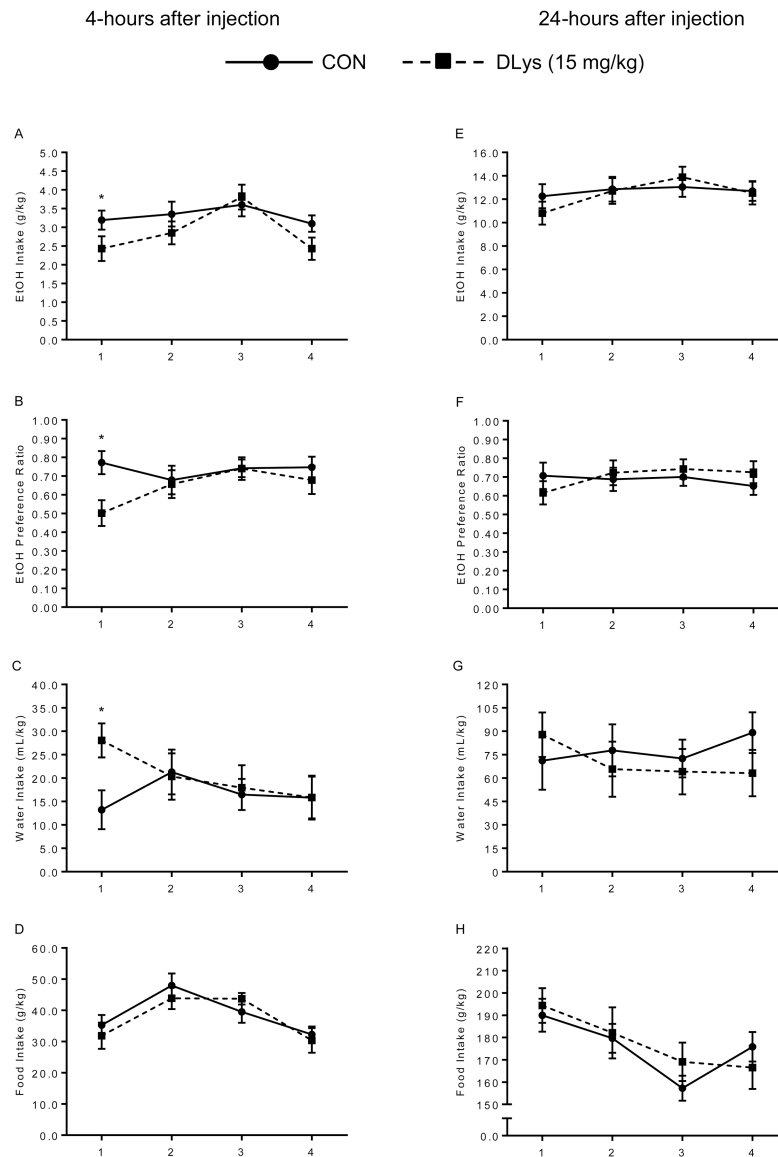 4-hours after injection
24-hours after injection
CON
DLys (15 mg/kg)
A
EtOH Intake (g/kg)
5.0
4.5
4.0
3.5
3.0
2.5
2.0
1.5
1.0
0.5
0.0
*
1 2 3 4
E
EtOH Intake (g/kg)
16.0
14.0
12.0
10.0
8.0
6.0
4.0
2.0
0.0
1 2 3 4
B
EtOH Preference Ratio
1.00
0.90
0.80
0.70
0.60
0.50
0.40
0.30
0.20
0.10
0.00
*
1 2 3 4
F
EtOH Preference Ratio
1.00
0.90
0.80
0.70
0.60
0.50
0.40
0.30
0.20
0.10
0.00
1 2 3 4
C
Water Intake (mL/kg)
40.0
35.0
30.0
25.0
20.0
15.0
10.0
5.0
0.0
*
1 2 3 4
G
Water Intake (mL/kg)
120
105
90
75
60
45
30
15
0
1 2 3 4
D
Food Intake (g/kg)
60.0
50.0
40.0
30.0
20.0
10.0
0.0
1 2 3 4
H
Food Intake (g/kg)
220
210
200
190
180
170
160
150
0.0
1 2 3 4